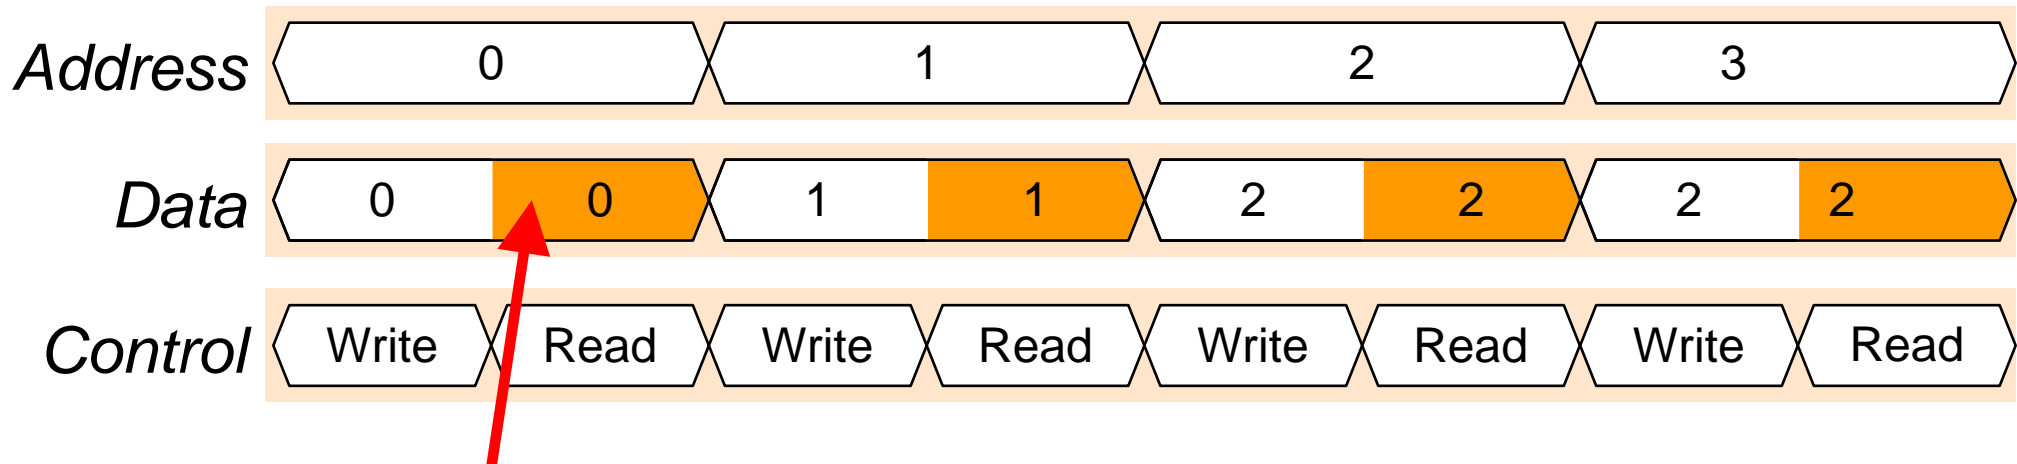 Address 0 1 2 3
Data 0 0 1 1 2 2 2 2
Control Write Read Write Read Write Read Write Read